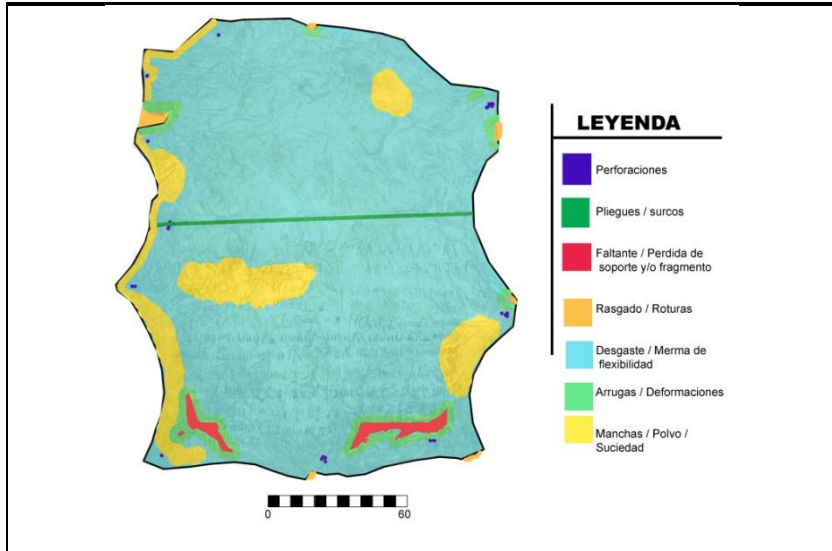 LEYENDA
Perforaciones
Pliegues / surcos
Faltante / Perdida de
soporte y/o fragmento
Rasgado / Roturas
Desgaste / Merma de
flexibilidad
Arrugas / Deformaciones
Manchas / Polvo /
Suciedad
0 60